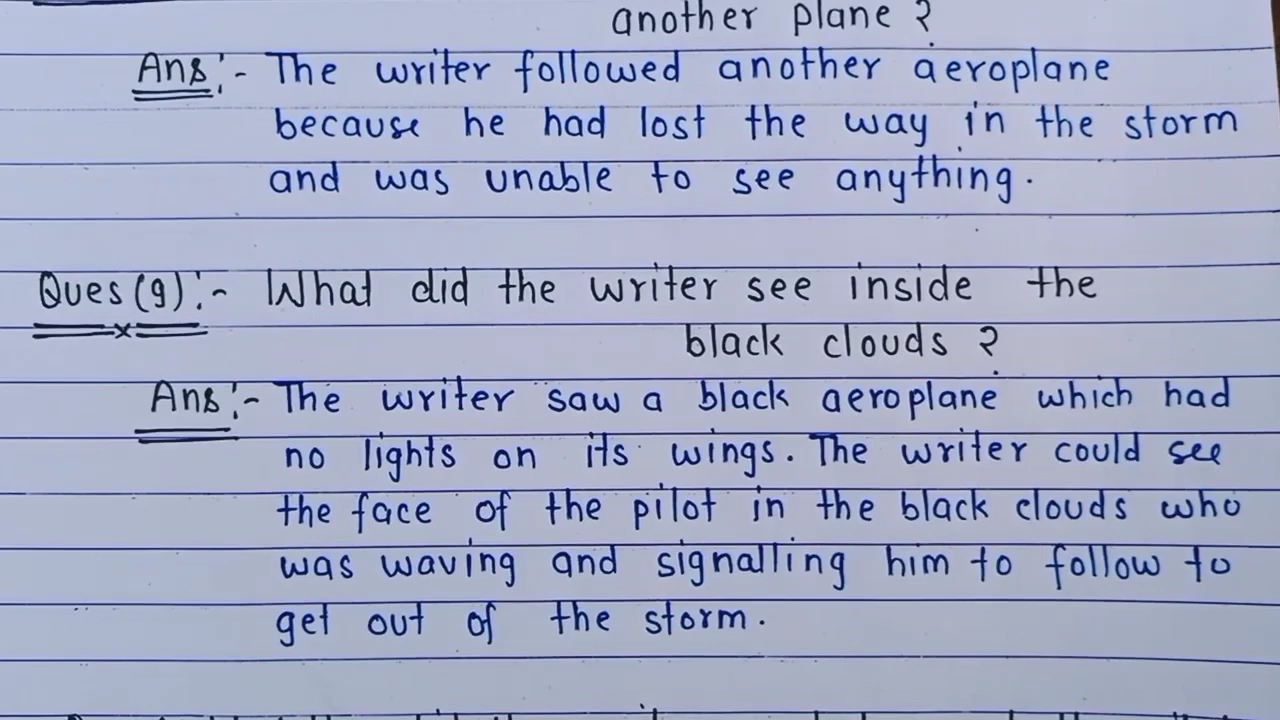 another plane ?
Ans:- The writer followed another aeroplane
because he had lost the way in the storm
and was unable to see anything.
Ques (9):- What did the writer see inside the
black clouds ?
Ans:- The writer saw a black aeroplane which had
no lights on its wings. The writer could see
the face of the pilot in the black clouds who
was waving and signalling him to follow to
get out of the storm.